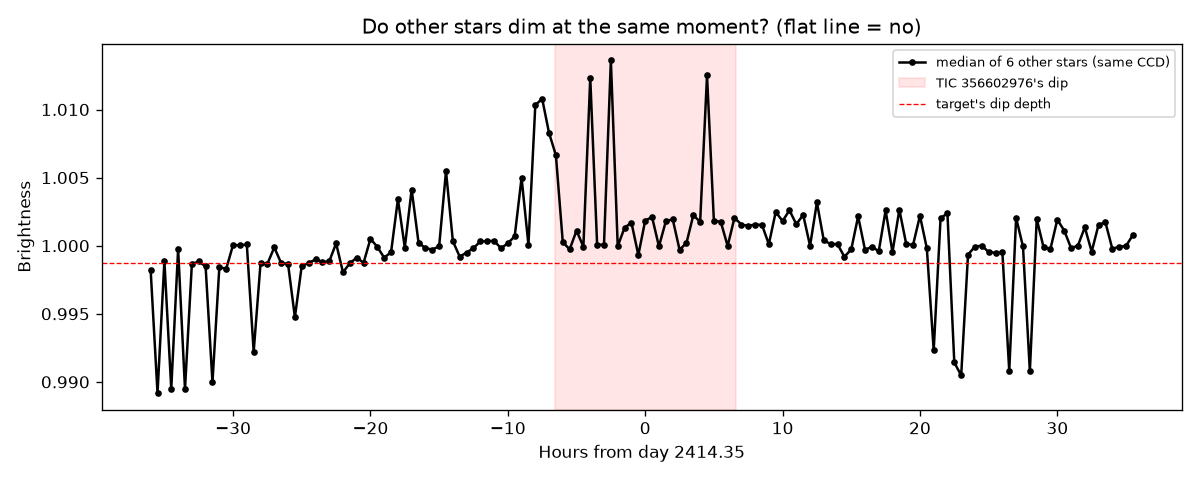 Do other stars dim at the same moment? (flat line = no)
median of 6 other stars (same CCD)
TIC 356602976's dip
target's dip depth
1.010
1.005
1.000
0.995
0.990
Brightness
−30
−20
−10
0
10
20
30
Hours from day 2414.35